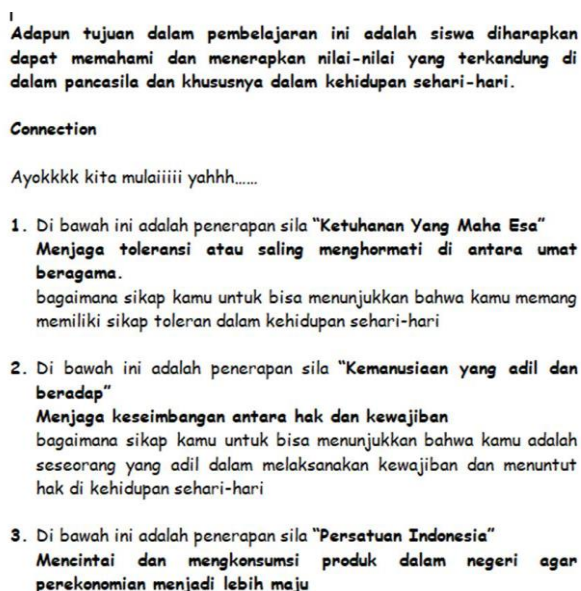 Adapun tujuan dalam pembelajaran ini adalah siswa diharapkan
dapat memahami dan menerapkan nilai-nilai yang terkandung di
dalam pancasila dan khususnya dalam kehidupan sehari-hari.
Connection
Ayokkkk kita mulaiiiii yahhh......
1. Di bawah ini adalah penerapan sila "Ketuhanan Yang Maha Esa"
Menjaga toleransi atau saling menghormati di antara umat
beragama.
bagaimana sikap kamu untuk bisa menunjukkan bahwa kamu memang
memiliki sikap toleran dalam kehidupan sehari-hari
2. Di bawah ini adalah penerapan sila "Kemanusiaan yang adil dan
beradap"
Menjaga keseimbangan antara hak dan kewajiban
bagaimana sikap kamu untuk bisa menunjukkan bahwa kamu adalah
seseorang yang adil dalam melaksanakan kewajiban dan menuntut
hak di kehidupan sehari-hari
3. Di bawah ini adalah penerapan sila "Persatuan Indonesia"
Mencintai dan mengkonsumsi produk dalam negeri agar
perekonomian menjadi lebih maju